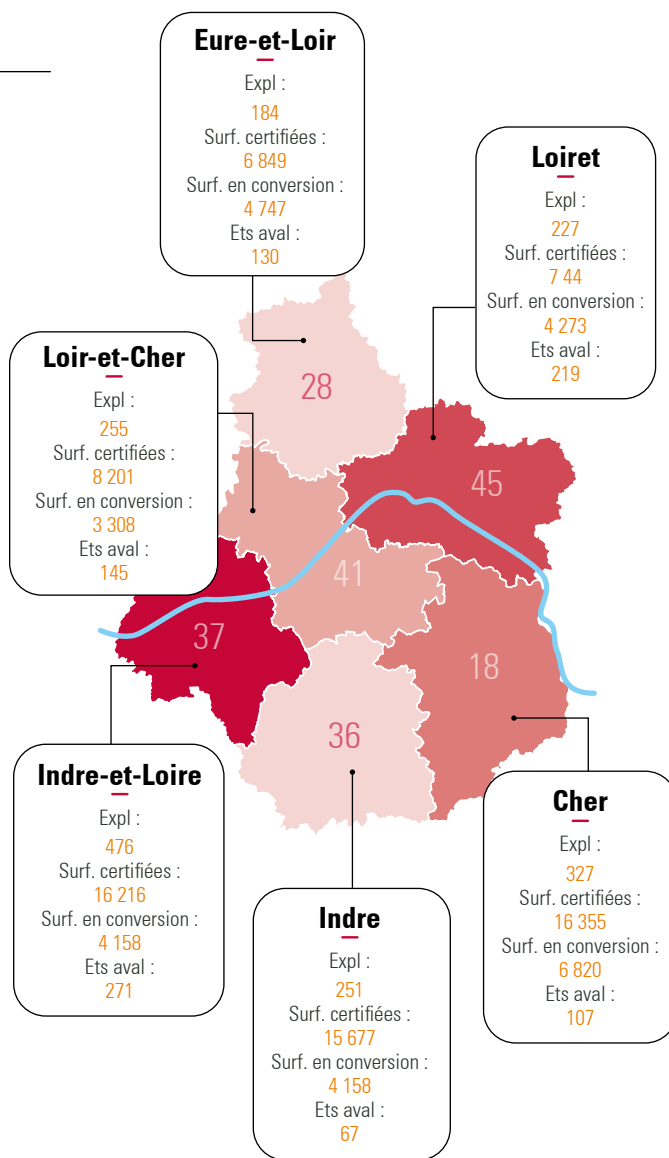 Eure-et-Loir
Expl :
184
Surf. certifiées :
6 849
Surf. en conversion :
4 747
Ets aval :
130
Loiret
Expl :
227
Surf. certifiées :
7 44
Surf. en conversion :
4 273
Ets aval :
219
Loir-et-Cher
Expl :
255
Surf. certifiées :
8 201
Surf. en conversion :
3 308
Ets aval :
145
28
45
41
37
18
36
Indre-et-Loire
Expl :
476
Surf. certifiées :
16 216
Surf. en conversion :
4 158
Ets aval :
271
Indre
Expl :
251
Surf. certifiées :
15 677
Surf. en conversion :
4 158
Ets aval :
67
Cher
Expl :
327
Surf. certifiées :
16 355
Surf. en conversion :
6 820
Ets aval :
107